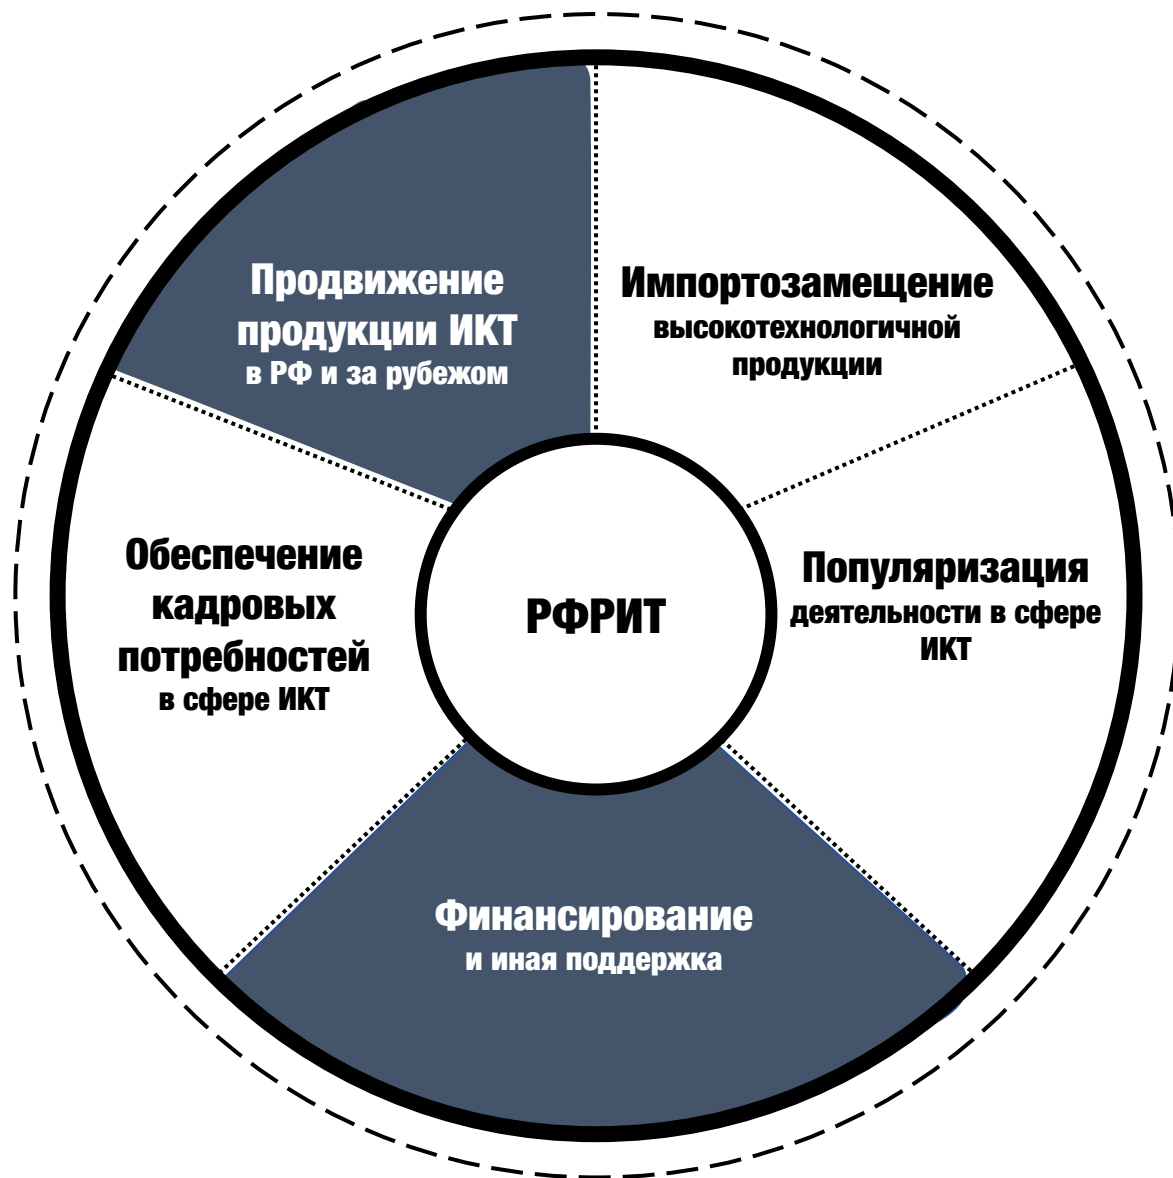 Продвижение
продукции ИКТ
в РФ и за рубежом
Импортозамещение
высокотехнологичной
продукции
Обеспечение
кадровых
потребностей
в сфере ИКТ
РФРИТ
Популяризация
деятельности в сфере
ИКТ
Финансирование
и иная поддержка